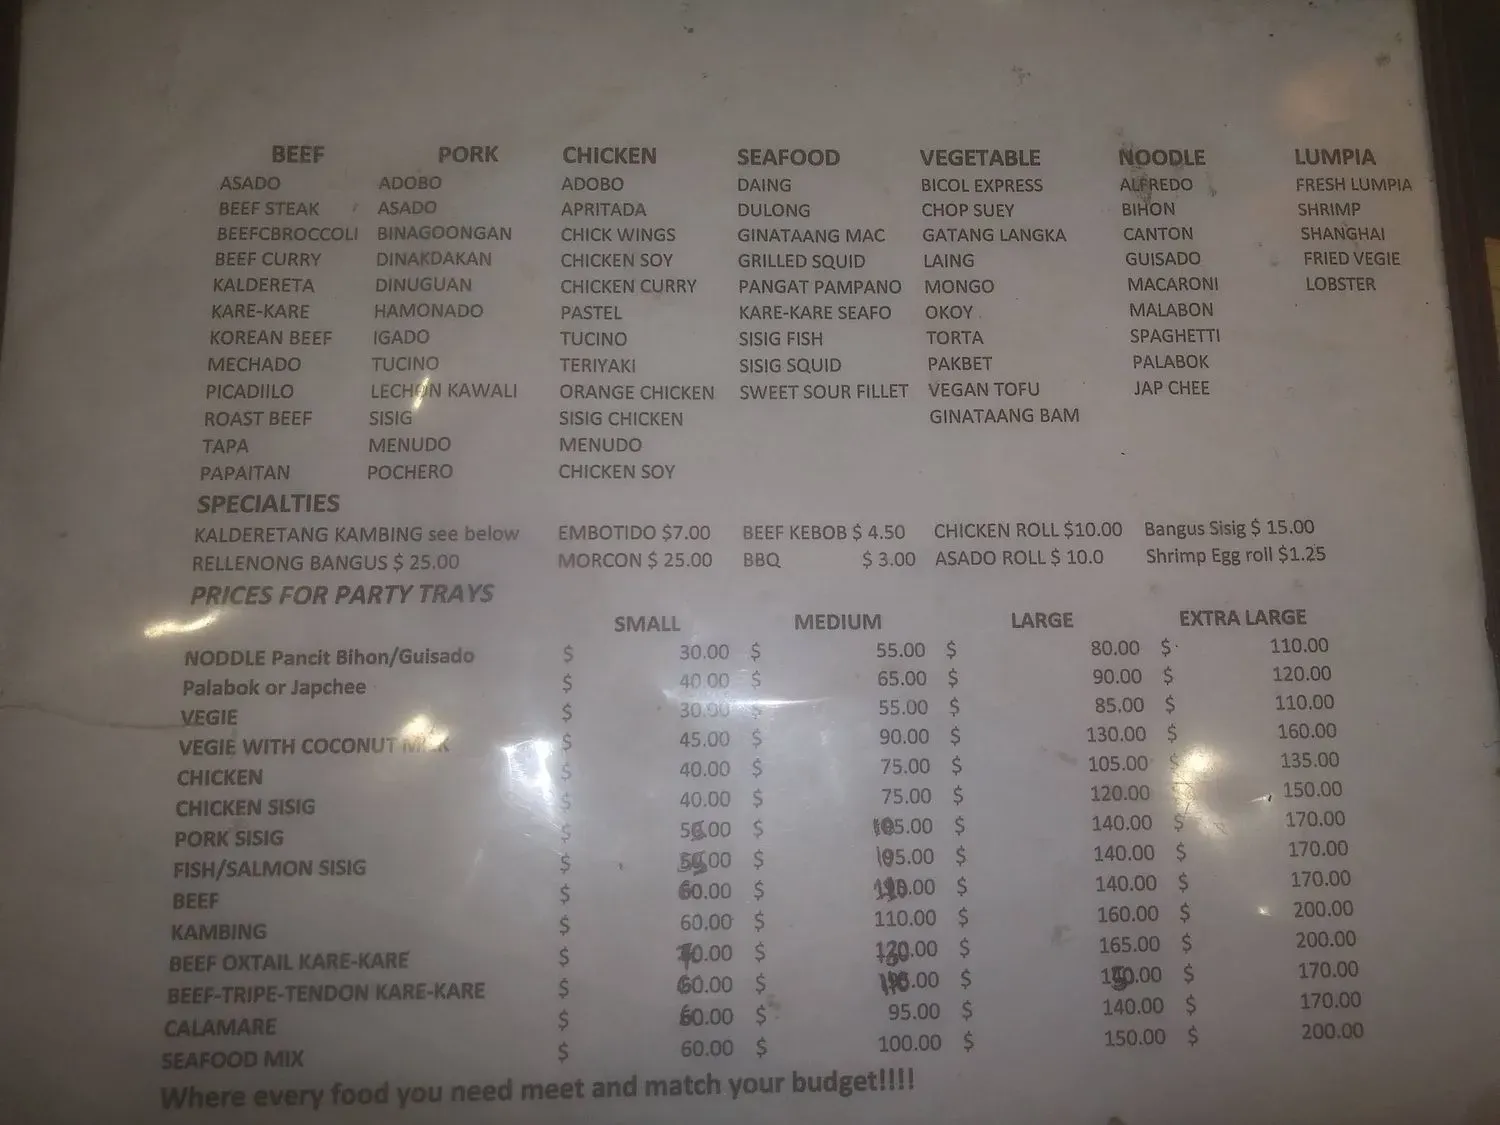 BEEF PORK CHICKEN SEAFOOD VEGETABLE NOODLE LUMPIA
ASADO ADOBO ADOBO DAING BICOL EXPRESS ALFREDO FRESH LUMPIA
BEEF STEAK ASADO APRITADA DULONG CHOP SUEY BIHON SHRIMP
BEEFCBROCCOLI BINAGOONGAN CHICK WINGS GINATAANG MAC GATANG LANGKA CANTON SHANGHAI
BEEF CURRY DINAKDAKAN CHICKEN SOY GRILLED SQUID LAING GUISADO FRIED VEGIE
KALDERETA DINUGUAN CHICKEN CURRY PANGAT PAMPANO MONGO MACARONI LOBSTER
KARE-KARE HAMONADO PASTEL KARE-KARE SEAFO OKOY MALABON
KOREAN BEEF IGADO TUCINO SISIG FISH TORTA SPAGHETTI
MECHADO TUCINO TERIYAKI SISIG SQUID PAKBET PALABOK
PICADIILO LECHON KAWALI ORANGE CHICKEN SWEET SOUR FILLET VEGAN TOFU JAP CHEE
ROAST BEEF SISIG SISIG CHICKEN GINATAANG BAM
TAPA MENUDO MENUDO
PAPAITAN POCHERO CHICKEN SOY
SPECIALTIES
KALDERETANG KAMBING see below EMBOTIDO $7.00 BEEF KEBOB $ 4.50 CHICKEN ROLL $10.00 Bangus Sisig $ 15.00
RELLENONG BANGUS $ 25.00 MORCON $ 25.00 BBQ $ 3.00 ASADO ROLL $ 10.0 Shrimp Egg roll $1.25
PRICES FOR PARTY TRAYS
SMALL MEDIUM LARGE EXTRA LARGE
NODDLE Pancit Bihon/Guisado $ 30.00 $ 55.00 $ 80.00 $ 110.00
Palabok or Japchee $ 40.00 $ 65.00 $ 90.00 $ 120.00
VEGIE $ 30.00 $ 55.00 $ 85.00 $ 110.00
VEGIE WITH COCONUT MILK $ 45.00 $ 90.00 $ 130.00 $ 160.00
CHICKEN $ 40.00 $ 75.00 $ 105.00 $ 135.00
CHICKEN SISIG $ 40.00 $ 75.00 $ 120.00 $ 150.00
PORK SISIG $ $ 105.00 $ 140.00 $ 170.00
FISH/SALMON SISIG $ $ 105.00 $ 140.00 $ 170.00
BEEF $ 60.00 $ $ 140.00 $ 170.00
KAMBING $ 60.00 $ 110.00 $ 160.00 $ 200.00
BEEF OXTAIL KARE-KARE $ 70.00 $ $ 165.00 $ 200.00
BEEF-TRIPE-TENDON KARE-KARE $ 60.00 $ $ $ 170.00
CALAMARE $ 60.00 $ 95.00 $ 140.00 $ 170.00
SEAFOOD MIX $ 60.00 $ 100.00 $ 150.00 $ 200.00
Where every food you need meet and match your budget!!!!